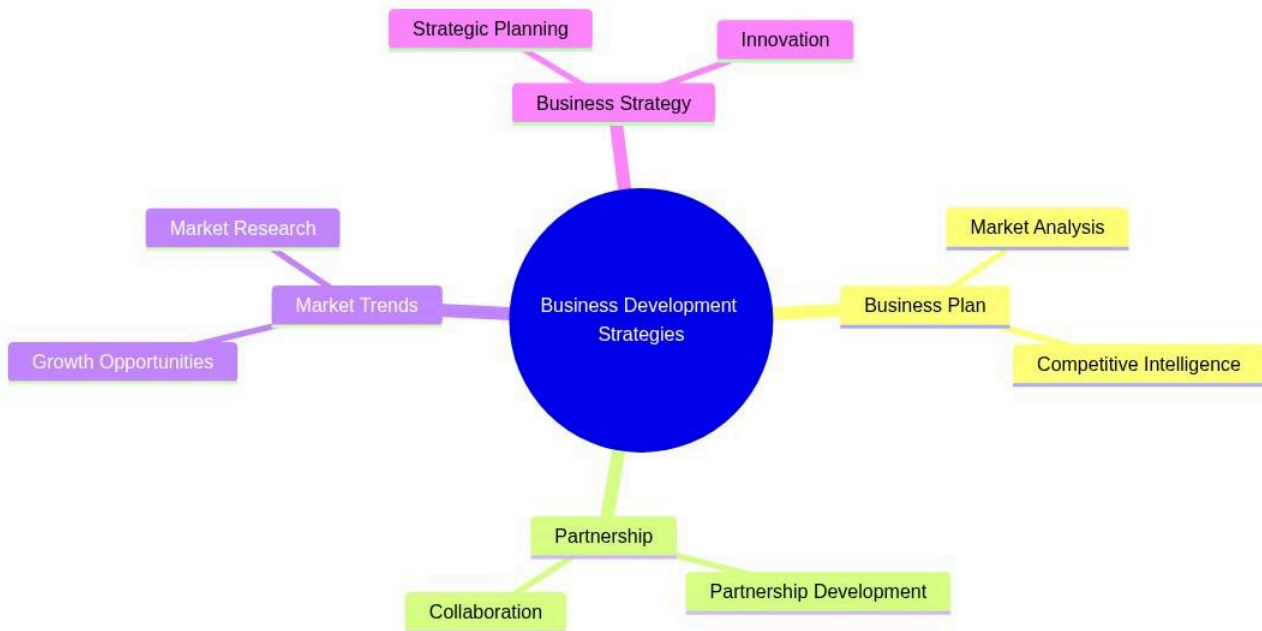 Strategic Planning
Innovation
Business Strategy
Market Research
Market Analysis
Market Trends
Business Development
Strategies
Business Plan
Growth Opportunities
Competitive Intelligence
Partnership
Partnership Development
Collaboration